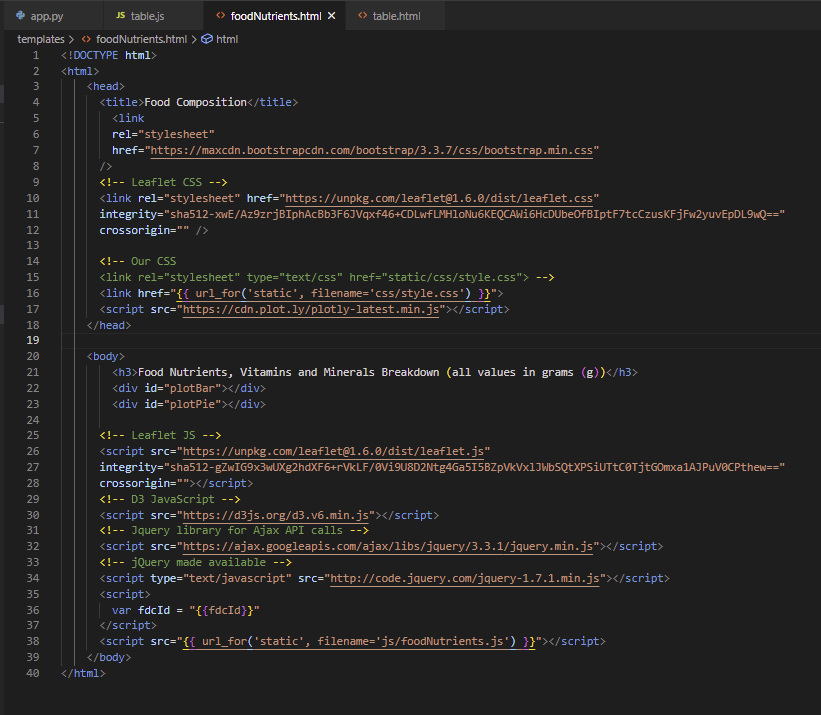 app.py JS table.js <> foodNutrients.html × <> table.html
templates > <> foodNutrients.html > html
1 <!DOCTYPE html>
2 <html>
3 <head>
4 <title>Food Composition</title>
5 <link
6 rel="stylesheet"
7 href="https://maxcdn.bootstrapcdn.com/bootstrap/3.3.7/css/bootstrap.min.css"
8 />
9 <!-- Leaflet CSS -->
10 <link rel="stylesheet" href="https://unpkg.com/leaflet@1.6.0/dist/leaflet.css"
11 integrity="sha512-xwE/Az9zrjBIphAcBb3F6JVqxf46+CDLwfLMHloNu6KEQCAWi6HcDUbeOfBIptF7tcCzusKFjFw2yuvEpDL9wQ=="
12 crossorigin="" />
13
14 <!-- Our CSS
15 <link rel="stylesheet" type="text/css" href="static/css/style.css"> -->
16 <link href="{{ url_for('static', filename='css/style.css') }}">
17 <script src="https://cdn.plot.ly/plotly-latest.min.js"></script>
18 </head>
19
20 <body>
21 <h3>Food Nutrients, Vitamins and Minerals Breakdown (all values in grams (g))</h3>
22 <div id="plotBar"></div>
23 <div id="plotPie"></div>
24
25 <!-- Leaflet JS -->
26 <script src="https://unpkg.com/leaflet@1.6.0/dist/leaflet.js"
27 integrity="sha512-gZwIG9x3wUXg2hdXF6+rVkLF/0Vi9U8D2Ntg4Ga5I5BZpVkVxlJWbSQtXPSiUTtC0TjtGOmxa1AJPuV0CPthew=="
28 crossorigin=""></script>
29 <!-- D3 JavaScript -->
30 <script src="https://d3js.org/d3.v6.min.js"></script>
31 <!-- Jquery library for Ajax API calls -->
32 <script src="https://ajax.googleapis.com/ajax/libs/jquery/3.3.1/jquery.min.js"></script>
33 <!-- jQuery made available -->
34 <script type="text/javascript" src="http://code.jquery.com/jquery-1.7.1.min.js"></script>
35 <script>
36 var fdcId = "{{fdcId}}"
37 </script>
38 <script src="{{ url_for('static', filename='js/foodNutrients.js') }}"></script>
39 </body>
40 </html>